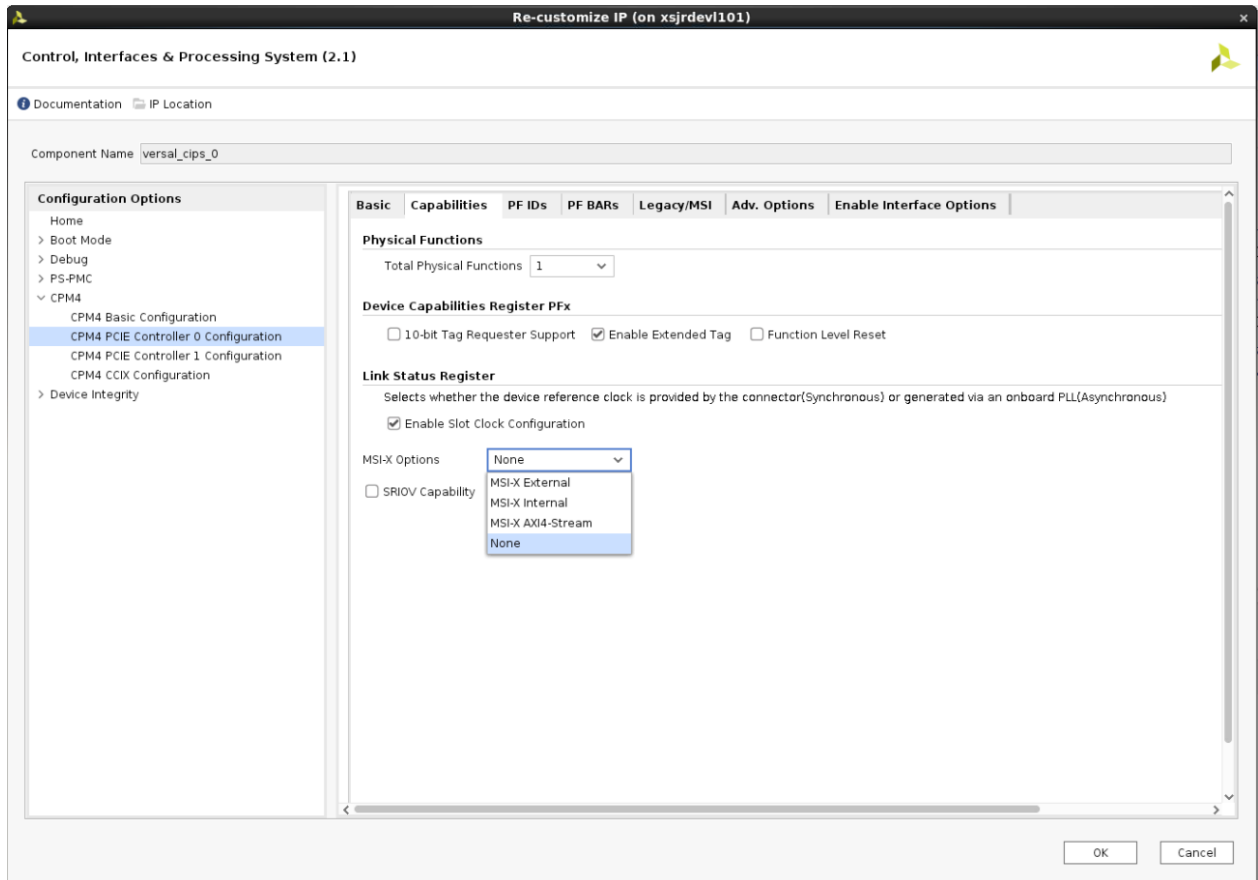 Re-customize IP (on xsjrdevl101)
Control, Interfaces & Processing System (2.1)
Documentation IP Location
Component Name versal_cips_0
Configuration Options
Home
Boot Mode
Debug
PS-PMC
CPM4
CPM4 Basic Configuration
CPM4 PCIE Controller 0 Configuration
CPM4 PCIE Controller 1 Configuration
CPM4 CCIX Configuration
Device Integrity
Basic Capabilities PF IDs PF BARs Legacy/MSI Adv. Options Enable Interface Options
Physical Functions
Total Physical Functions 1
Device Capabilities Register PFx
10-bit Tag Requester Support Enable Extended Tag Function Level Reset
Link Status Register
Selects whether the device reference clock is provided by the connector(Synchronous) or generated via an onboard PLL(Asynchronous)
Enable Slot Clock Configuration
MSI-X Options None
MSI-X External
SRIOV Capability
MSI-X Internal
MSI-X AXI4-Stream
None
OK Cancel